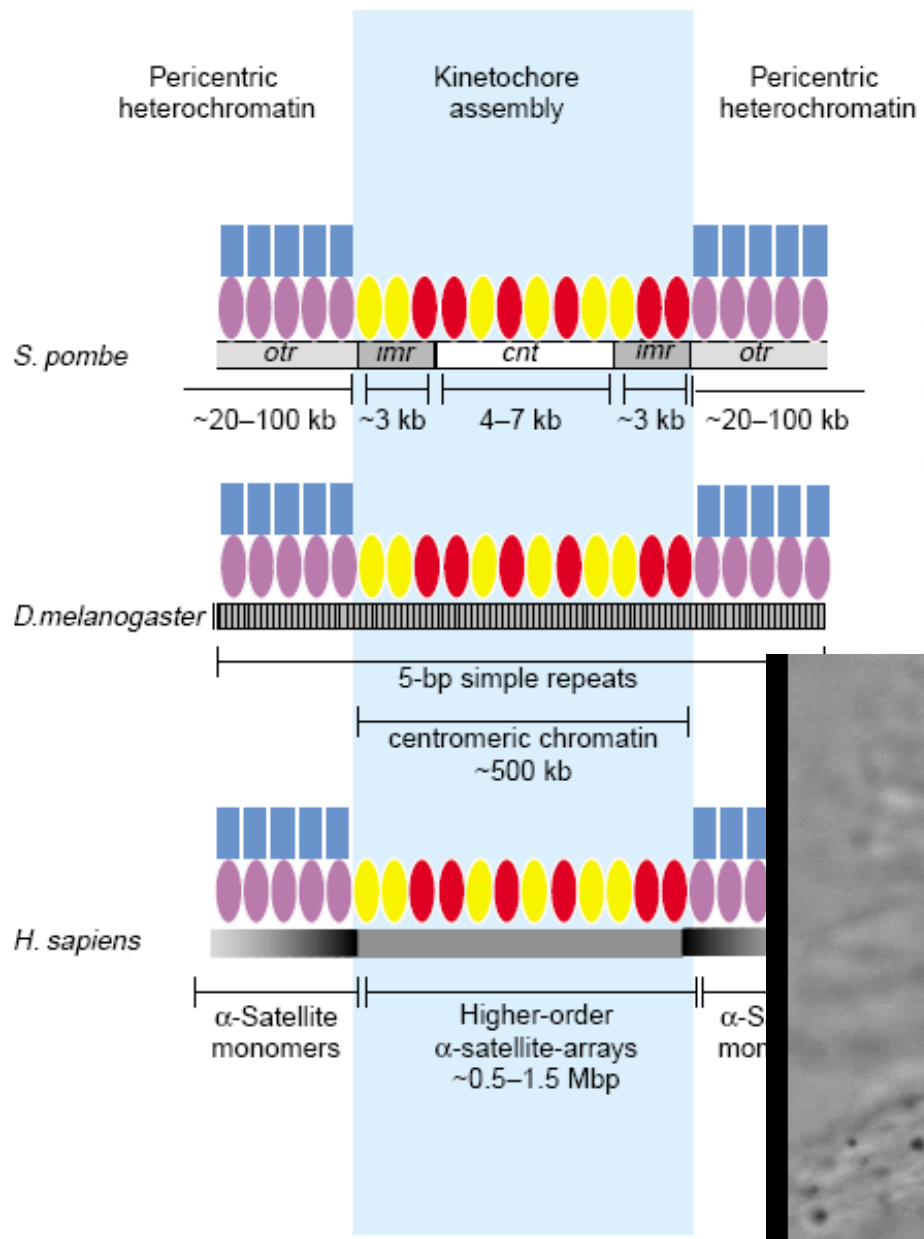 Pericentric
heterochromatin
Kinetochore
assembly
Pericentric
heterochromatin
S. pombe
otr
imr
cnt
imr
otr
~20–100 kb
~3 kb
4–7 kb
~3 kb
~20–100 kb
D.melanogaster
5-bp simple repeats
centromeric chromatin
~500 kb
H. sapiens
α-Satellite
monomers
Higher-order
α-satellite-arrays
~0.5–1.5 Mbp